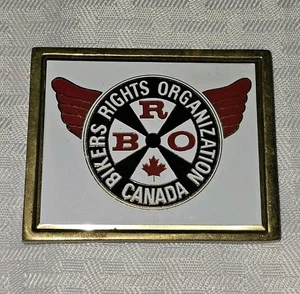 BIKERS RIGHTS ORGANIZATION
R
B O
CANADA